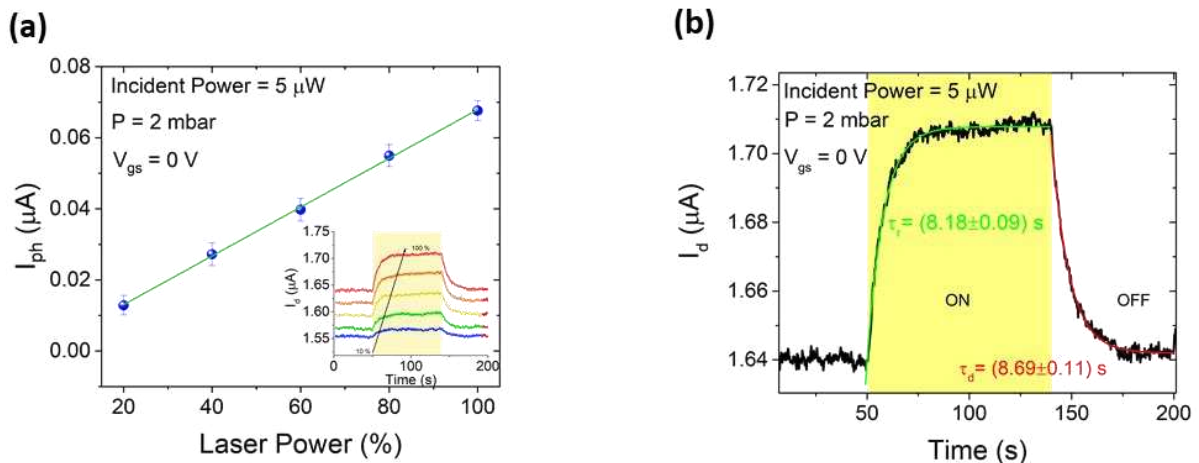 (a)
Incident Power = 5 μW
P = 2 mbar
V_gs = 0 V
I_ph (μA)
0.08
0.06
0.04
0.02
0.00
20 40 60 80 100
Laser Power (%)
I_d (μA)
1.75
1.70
1.65
1.60
1.55
100 %
10 %
0 100 200
Time (s)
(b)
Incident Power = 5 μW
P = 2 mbar
V_gs = 0 V
I_d (μA)
1.72
1.70
1.68
1.66
1.64
τ_r = (8.18±0.09) s
ON
OFF
τ_d= (8.69±0.11) s
50 100 150 200
Time (s)